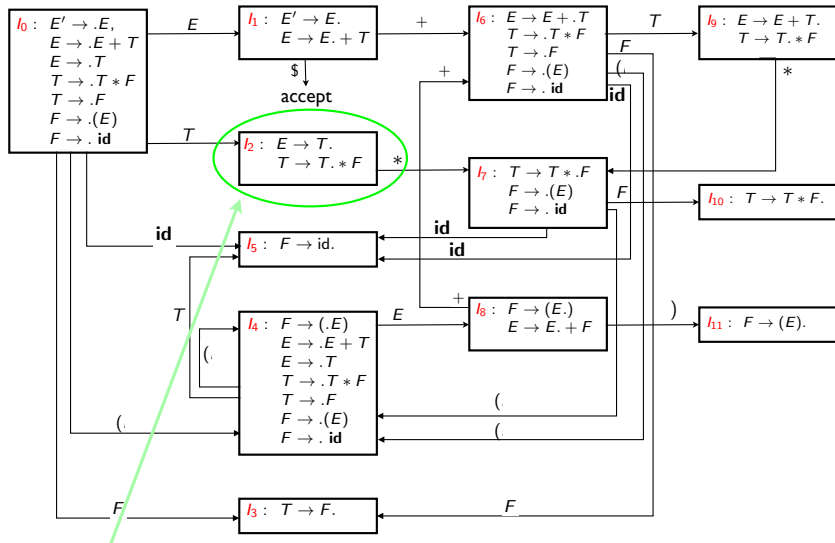 I₀ : E′ → .E,
E → .E + T
E → .T
T → .T ∗ F
T → .F
F → .(E)
F → . id
E
I₁ : E′ → E.
E → E. + T
$
accept
+
I₆ : E → E + .T
T → .T ∗ F
T → .F
F → .(E)
F → . id
T
F
(.
id
I₉ : E → E + T.
T → T. ∗ F
∗
T
I₂ : E → T.
T → T. ∗ F
∗
+
I₇ : T → T ∗ .F
F → .(E)
F → . id
F
I₁₀ : T → T ∗ F.
id
I₅ : F → id.
id
id
T
(.
I₄ : F → (.E)
E → .E + T
E → .T
T → .T ∗ F
T → .F
F → .(E)
F → . id
E
+
I₈ : F → (E.)
E → E. + F
)
I₁₁ : F → (E).
(.
(.
(.
F
I₃ : T → F.
F